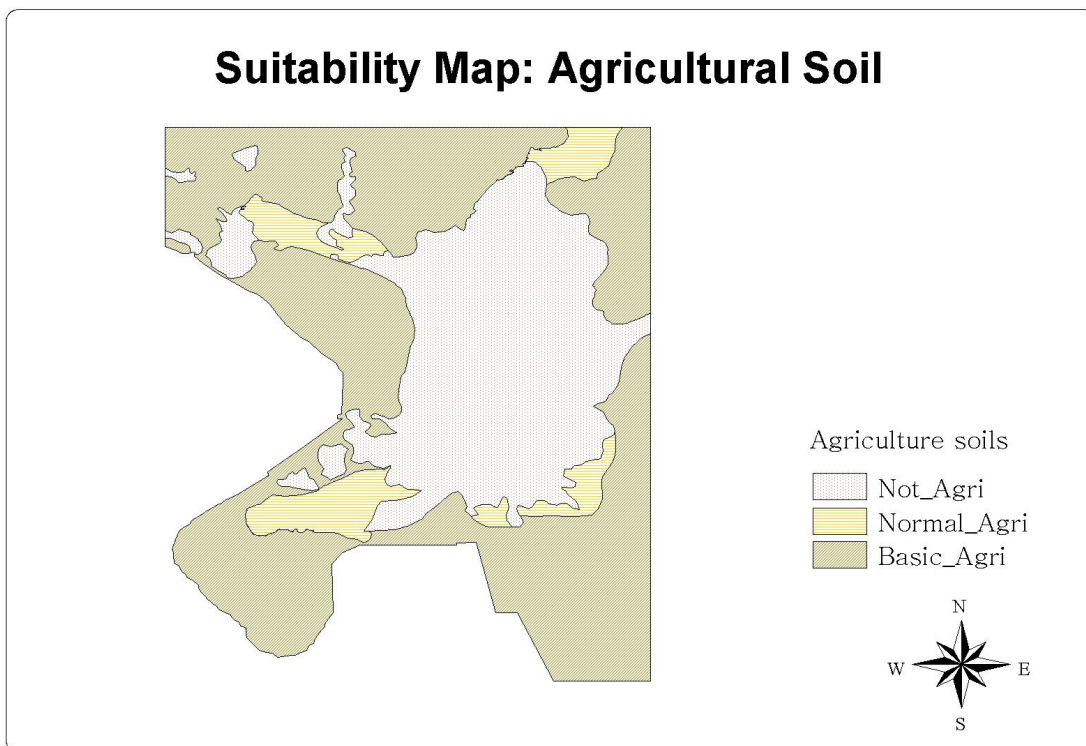 Suitability Map: Agricultural Soil
Agriculture soils
Not_Agri
Normal_Agri
Basic_Agri
N
W E
S